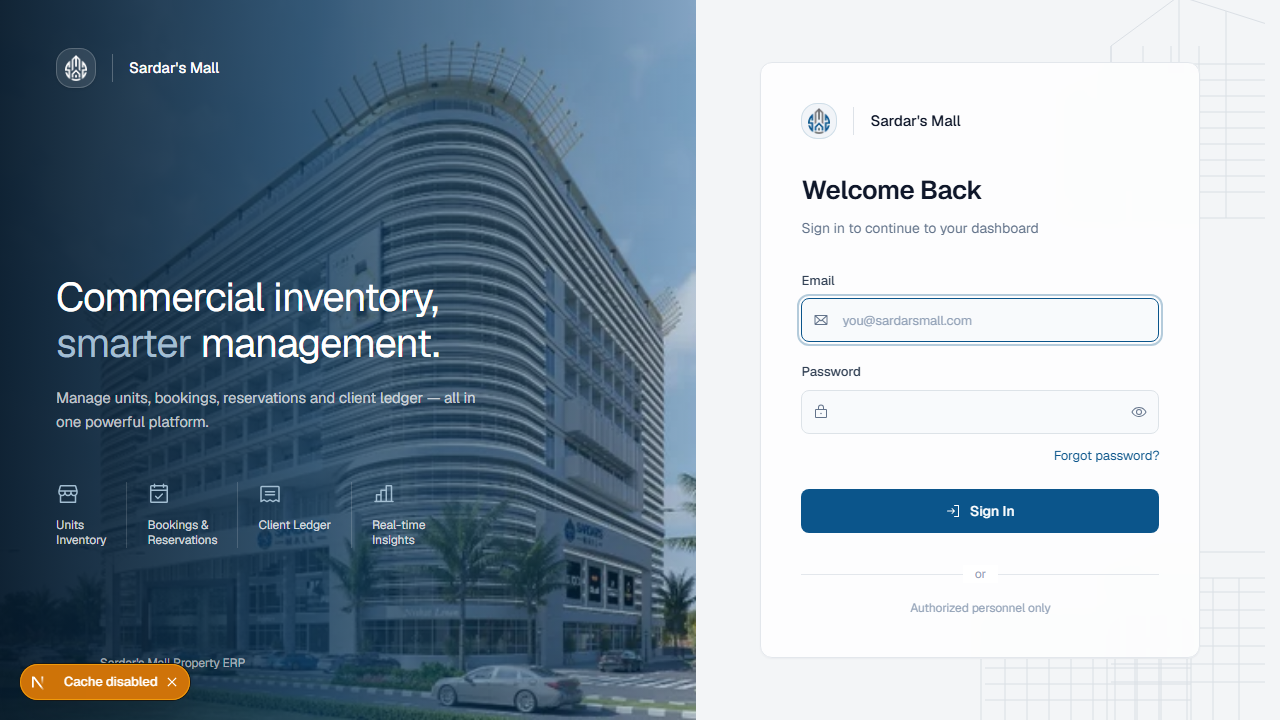 Sardar's Mall
Commercial inventory,
smarter management.
Manage units, bookings, reservations and client ledger — all in
one powerful platform.
Units
Inventory
Bookings &
Reservations
Client Ledger
Real-time
Insights
SARDARS
MALL
Sardar's Mall Property ERP
Cache disabled
Sardar's Mall
Welcome Back
Sign in to continue to your dashboard
Email
you@sardarsmall.com
Password
Forgot password?
Sign In
or
Authorized personnel only